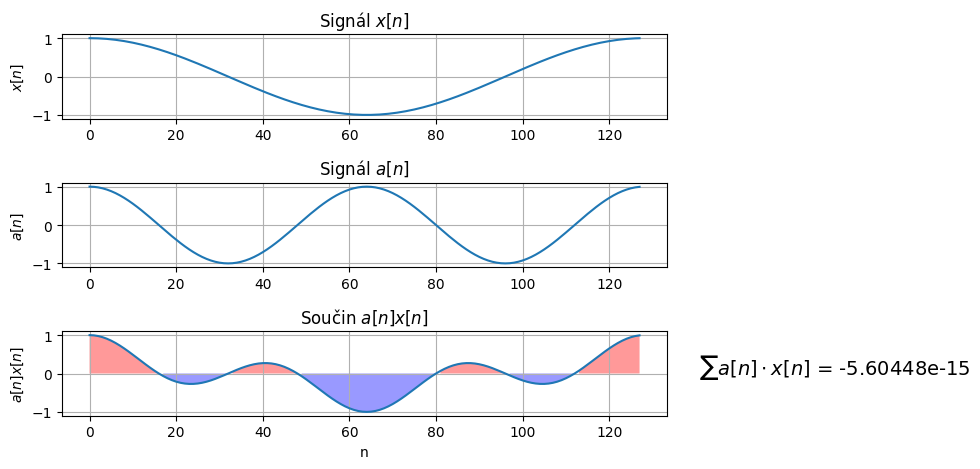 Signál x[n]
1
0
−1
x[n]
0 20 40 60 80 100 120
Signál a[n]
1
0
−1
a[n]
0 20 40 60 80 100 120
Součin a[n]x[n]
1
0
−1
a[n]x[n]
0 20 40 60 80 100 120
n
∑a[n] · x[n] = -5.60448e-15